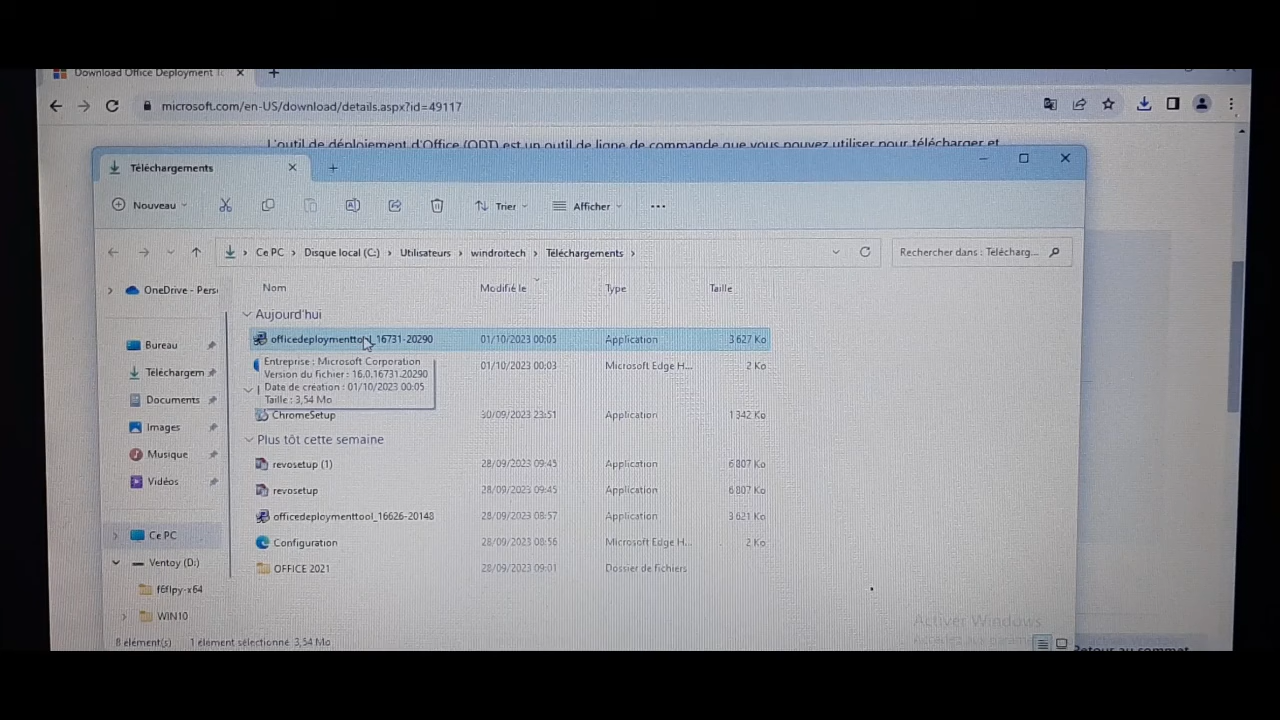 Download Office Deployment To
microsoft.com/en-US/download/details.aspx?id=49117
L'outil de déploiement d'Office (ODT) est un outil de ligne de commande que vous pouvez utiliser pour télécharger et
Téléchargements
Nouveau Trier Afficher
Ce PC Disque local (C:) Utilisateurs windroitech Téléchargements Rechercher dans : Télécharg...
Nom Modifié le Type Taille
OneDrive - Pers
Aujourd'hui
officedeploymenttool_16731-20290 01/10/2023 00:05 Application 3 627 Ko
01/10/2023 00:03 Microsoft Edge H... 2 Ko
Entreprise : Microsoft Corporation
Version du fichier : 16.0.16731.20290
Date de création : 01/10/2023 00:05
Taille : 3,54 Mo
ChromeSetup 30/09/2023 23:51 Application 1 342 Ko
Plus tôt cette semaine
revosetup (1) 28/09/2023 09:45 Application 6 807 Ko
revosetup 28/09/2023 09:45 Application 6 807 Ko
officedeploymenttool_16626-20148 28/09/2023 08:57 Application 3 621 Ko
Configuration 28/09/2023 08:56 Microsoft Edge H... 2 Ko
OFFICE 2021 28/09/2023 09:01 Dossier de fichiers
Bureau
Téléchargem
Documents
Images
Musique
Vidéos
Ce PC
Ventoy (D:)
f6flpy-x64
WIN10
Activer Windows
8 élément(s) 1 élément sélectionné 3,54 Mo
Retour au sommet